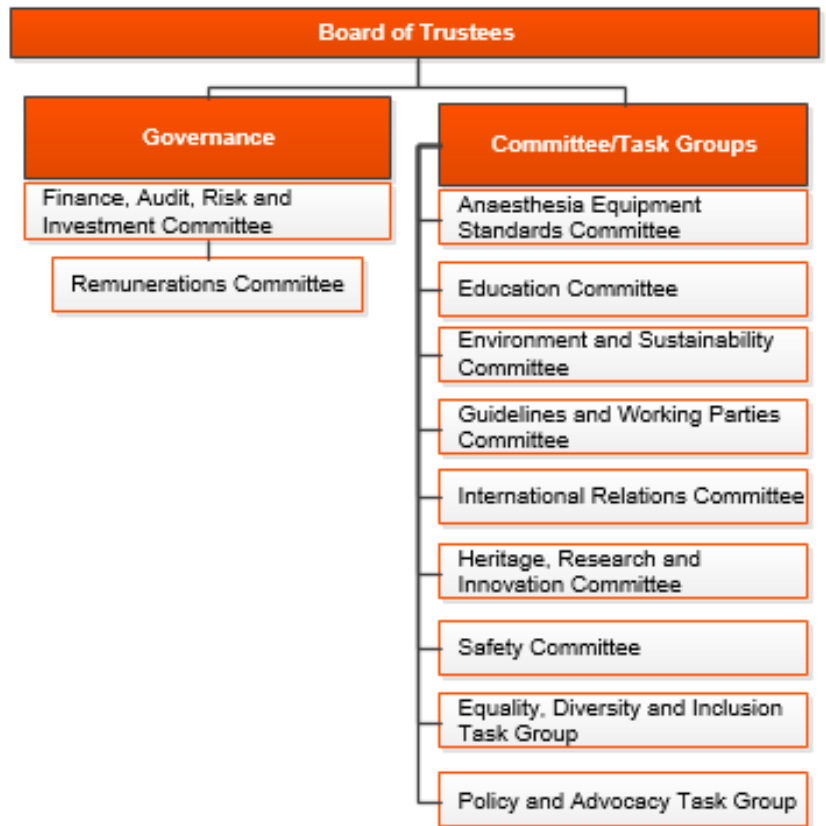 Board of Trustees
Governance
Finance, Audit, Risk and
Investment Committee
Remunerations Committee
Committee/Task Groups
Anaesthesia Equipment
Standards Committee
Education Committee
Environment and Sustainability
Committee
Guidelines and Working Parties
Committee
International Relations Committee
Heritage, Research and
Innovation Committee
Safety Committee
Equality, Diversity and Inclusion
Task Group
Policy and Advocacy Task Group